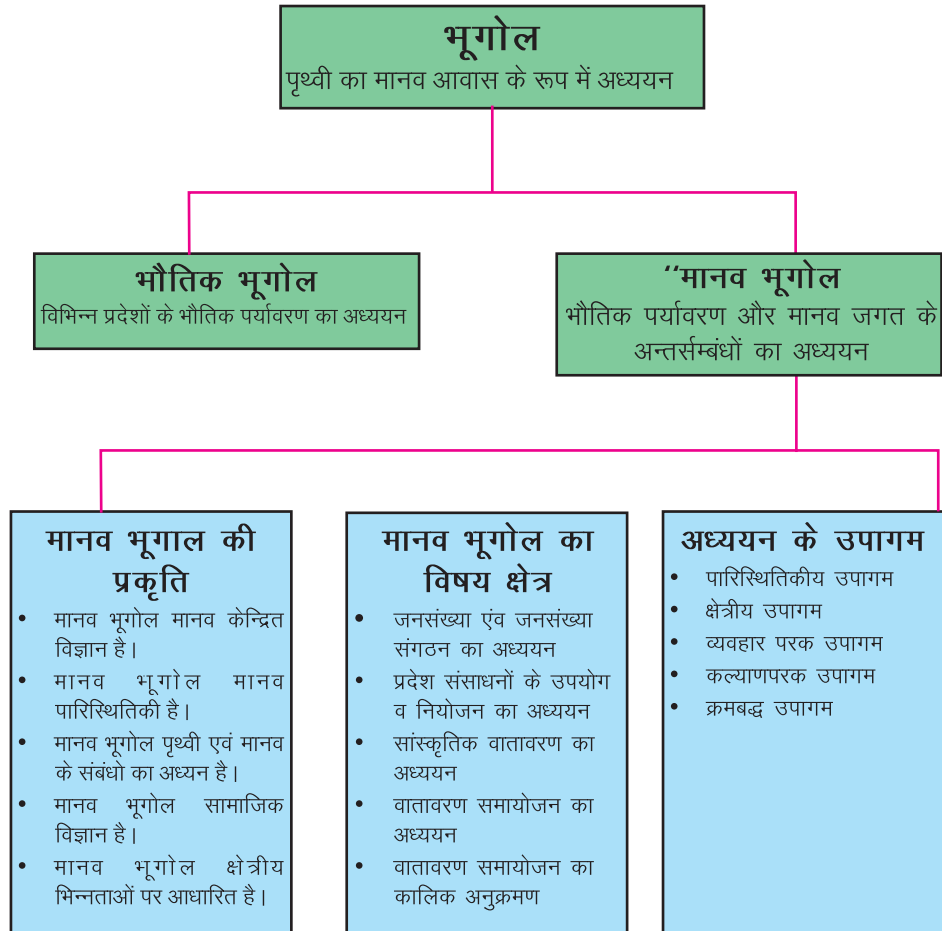 भूगोल
पृथ्वी का मानव आवास के रूप में अध्ययन
भौतिक भूगोल
विभिन्न प्रदेशों के भौतिक पर्यावरण का अध्ययन
‘‘मानव भूगोल
भौतिक पर्यावरण और मानव जगत के
अन्तर्सम्बंधों का अध्ययन
मानव भूगाल की
प्रकृति
• मानव भूगोल मानव केन्द्रित
विज्ञान है।
• मानव भूगोल मानव
पारिस्थितिकी है।
• मानव भूगोल पृथ्वी एवं मानव
के संबंधो का अध्यन है।
• मानव भूगोल सामाजिक
विज्ञान है।
• मानव भूगोल क्षेत्रीय
भिन्नताओं पर आधारित है।
मानव भूगोल का
विषय क्षेत्र
• जनसंख्या एंव जनसंख्या
संगठन का अध्ययन
• प्रदेश संसाधनों के उपयोग
व नियोजन का अध्ययन
• सांस्कृतिक वातावरण का
अध्ययन
• वातावरण समायोजन का
अध्ययन
• वातावरण समायोजन का
कालिक अनुक्रमण
अध्ययन के उपागम
• पारिस्थितिकीय उपागम
• क्षेत्रीय उपागम
• व्यवहार परक उपागम
• कल्याणपरक उपागम
• क्रमबद्ध उपागम